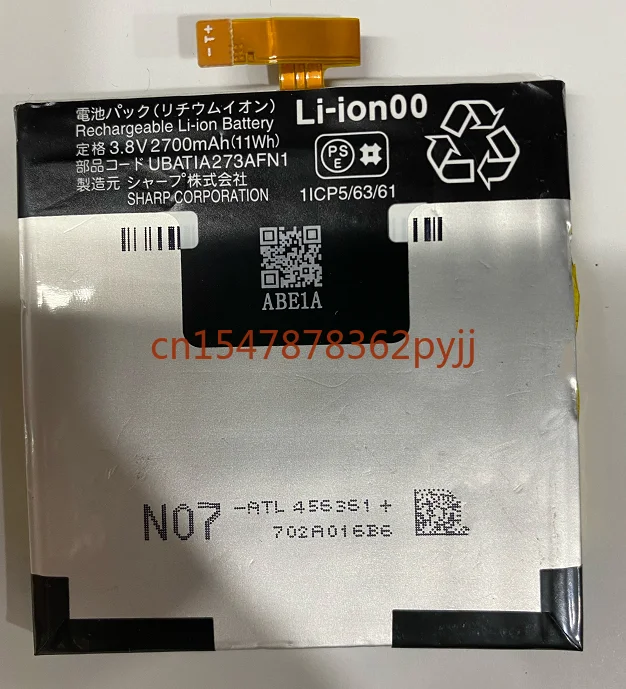 -T+
電池パック(リチウムイオン)
Rechargeable Li-ion Battery
定格 3.8V 2700mAh(11Wh)
部品コード UBATIA273AFN1
製造元 シャープ株式会社
SHARP CORPORATION
Li-ion00
PS
E
1ICP5/63/61
ABE1A
cn1547878362pyjj
N07
-ATL 456361 +
702A016B6